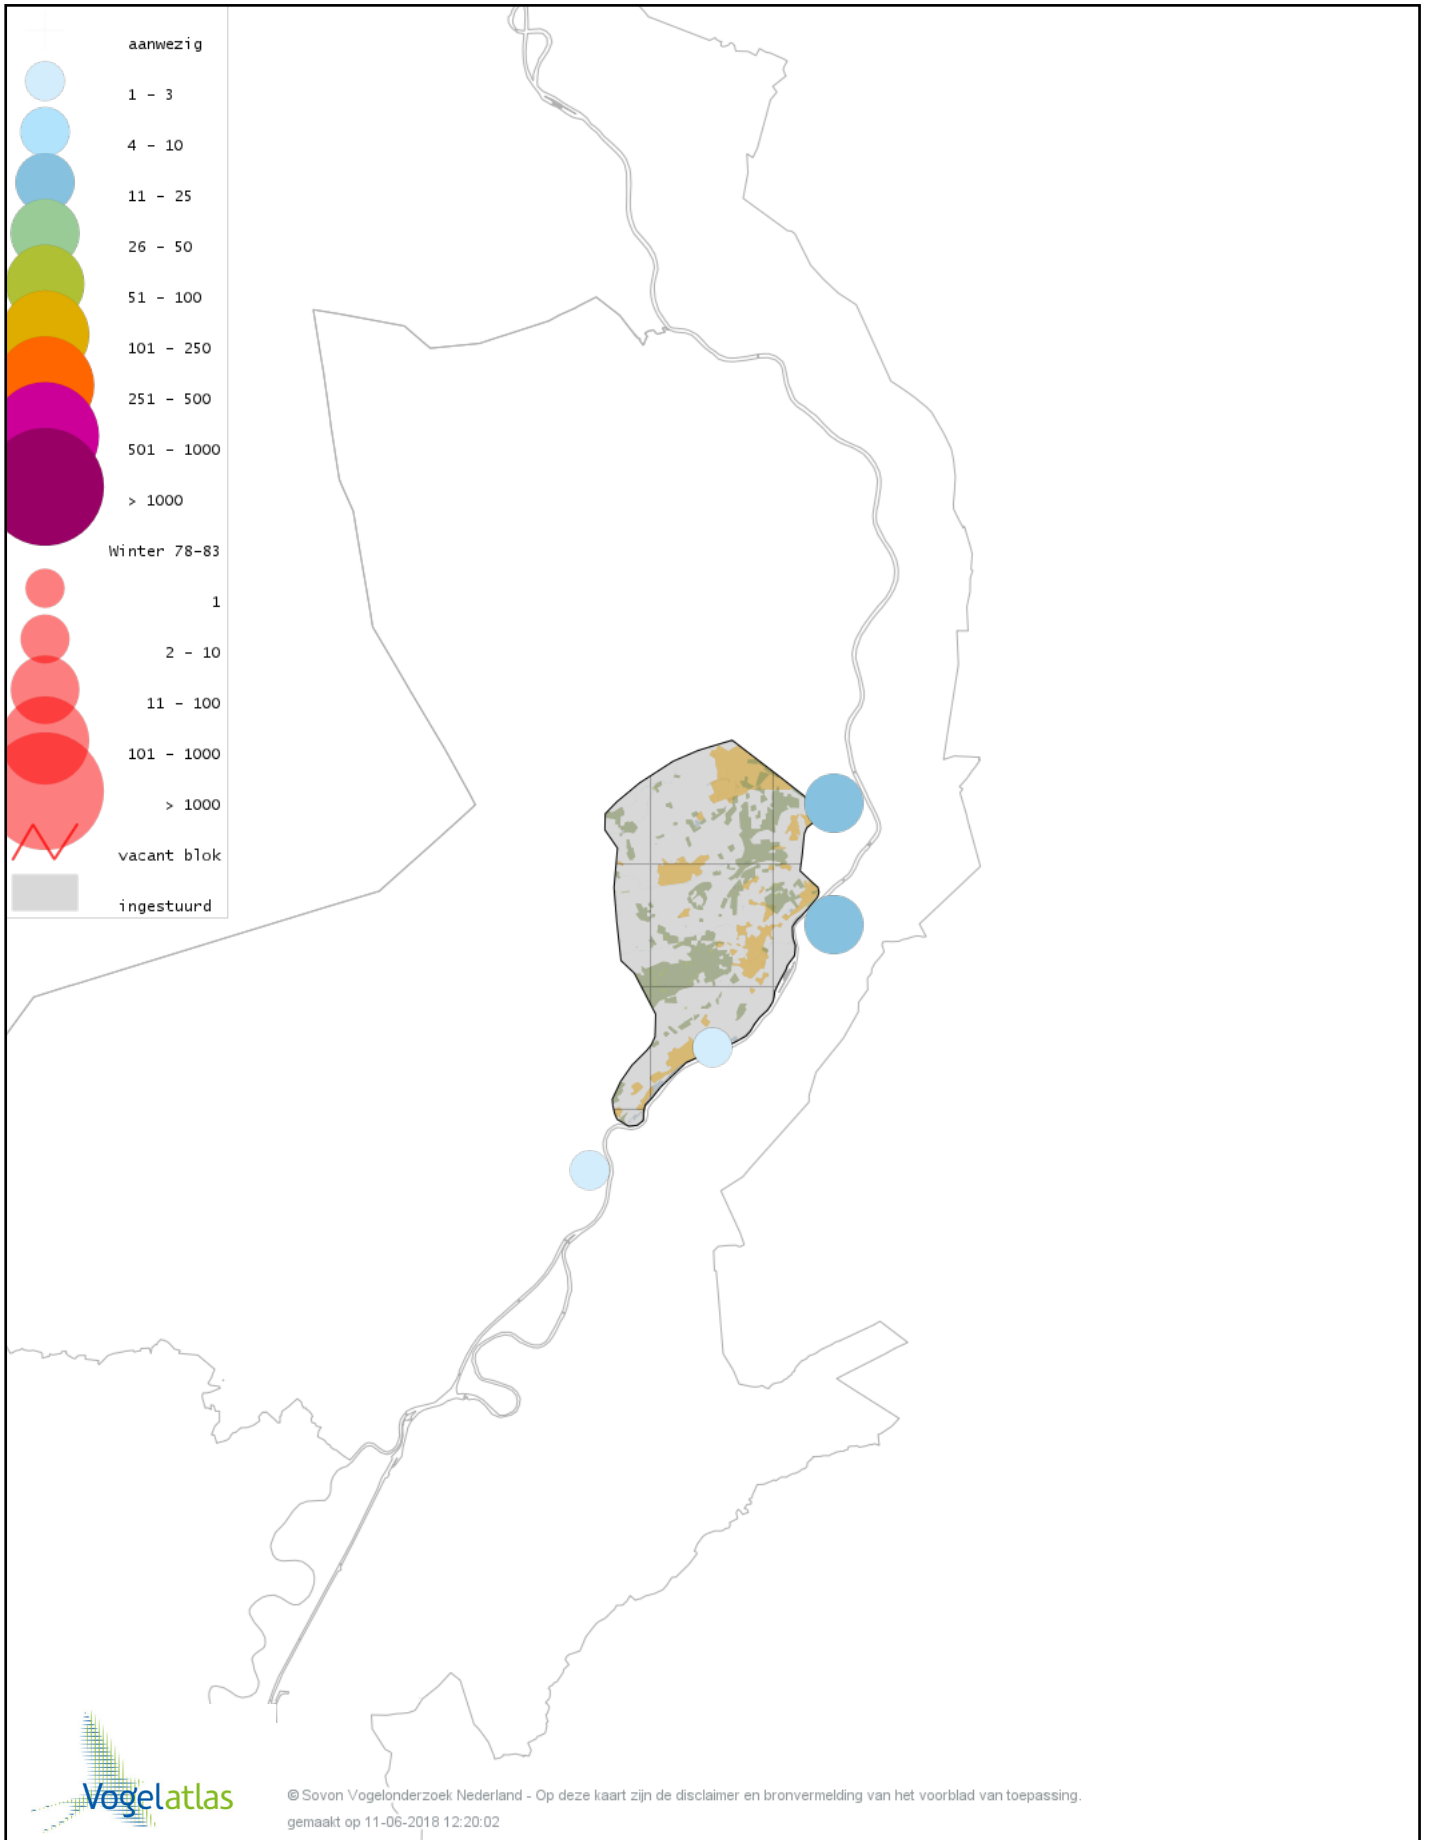 aanwezig
1 - 3
4 - 10
11 - 25
26 - 50
51 - 100
101 - 250
251 - 500
501 - 1000
> 1000
Winter 78-83
1
2 - 10
11 - 100
101 - 1000
> 1000
vacant blok
ingestuurd
Vogelatlas
© Sovon Vogelonderzoek Nederland - Op deze kaart zijn de disclaimer en bronvermelding van het voorblad van toepassing.
gemaakt op 11-06-2018 12:20:02